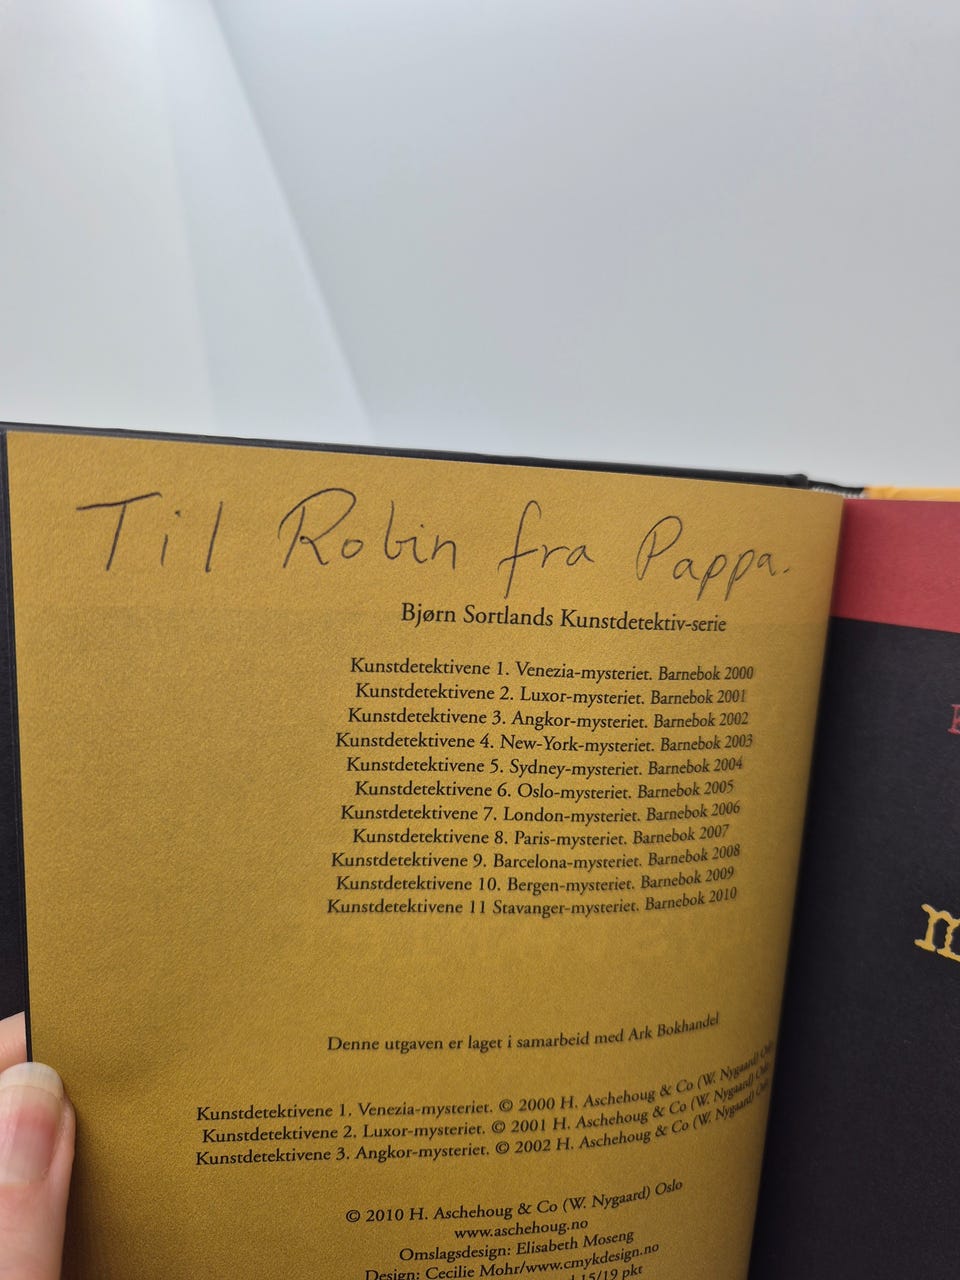 Til Robin fra Pappa.
Bjørn Sortlands Kunstdetektiv-serie
Kunstdetektivene 1. Venezia-mysteriet. Barnebok 2000
Kunstdetektivene 2. Luxor-mysteriet. Barnebok 2001
Kunstdetektivene 3. Angkor-mysteriet. Barnebok 2002
Kunstdetektivene 4. New-York-mysteriet. Barnebok 2003
Kunstdetektivene 5. Sydney-mysteriet. Barnebok 2004
Kunstdetektivene 6. Oslo-mysteriet. Barnebok 2005
Kunstdetektivene 7. London-mysteriet. Barnebok 2006
Kunstdetektivene 8. Paris-mysteriet. Barnebok 2007
Kunstdetektivene 9. Barcelona-mysteriet. Barnebok 2008
Kunstdetektivene 10. Bergen-mysteriet. Barnebok 2009
Kunstdetektivene 11 Stavanger-mysteriet. Barnebok 2010
Denne utgaven er laget i samarbeid med Ark Bokhandel
Kunstdetektivene 1. Venezia-mysteriet. © 2000 H. Aschehoug & Co (W. Nygaard) Oslo
Kunstdetektivene 2. Luxor-mysteriet. © 2001 H. Aschehoug & Co (W. Nygaard) Oslo
Kunstdetektivene 3. Angkor-mysteriet. © 2002 H. Aschehoug & Co (W. Nygaard) Oslo
© 2010 H. Aschehoug & Co (W. Nygaard) Oslo
www.aschehoug.no
Omslagsdesign: Elisabeth Moseng
Design: Cecilie Mohr/www.cmykdesign.no
15/19 pkt
m